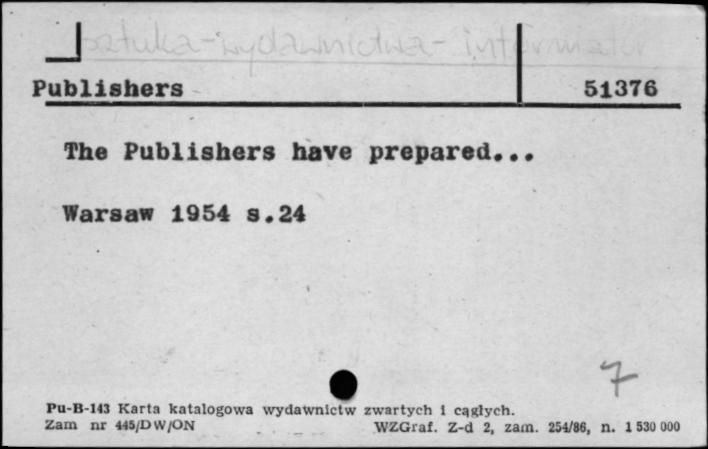 sztuka-wydawnictwa- informator
Publishers 51376
The Publishers have prepared...
Warsaw 1954 s.24
7
Pu-B-143 Karta katalogowa wydawnictw zwartych i ciągłych.
Zam nr 445/DW/ON WZGraf. Z-d 2, zam. 254/86, n. 1 530 000